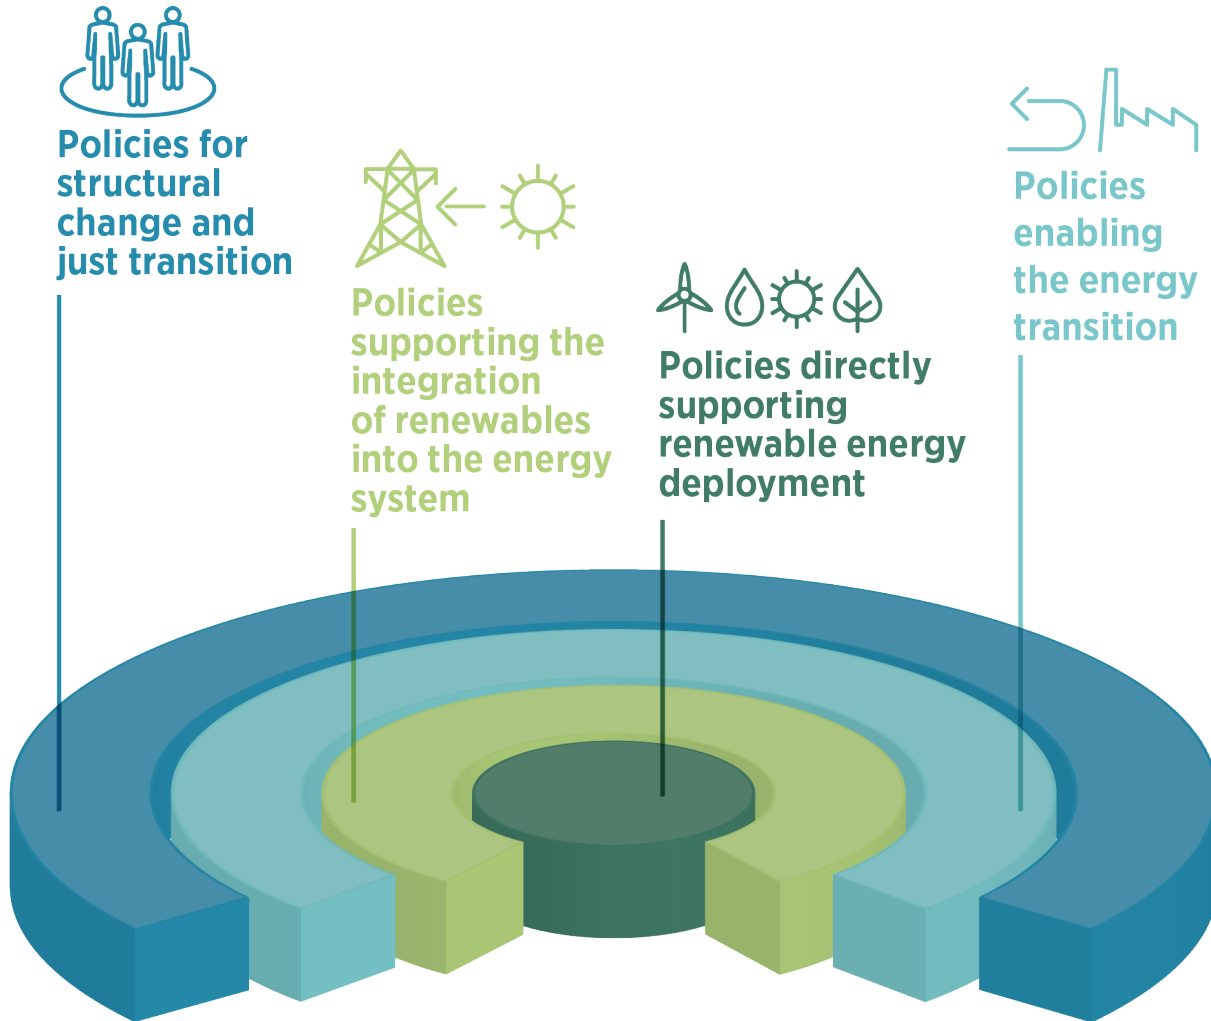 Policies for
structural
change and
just transition
Policies
supporting the
integration
of renewables
into the energy
system
Policies directly
supporting
renewable energy
deployment
Policies
enabling
the energy
transition